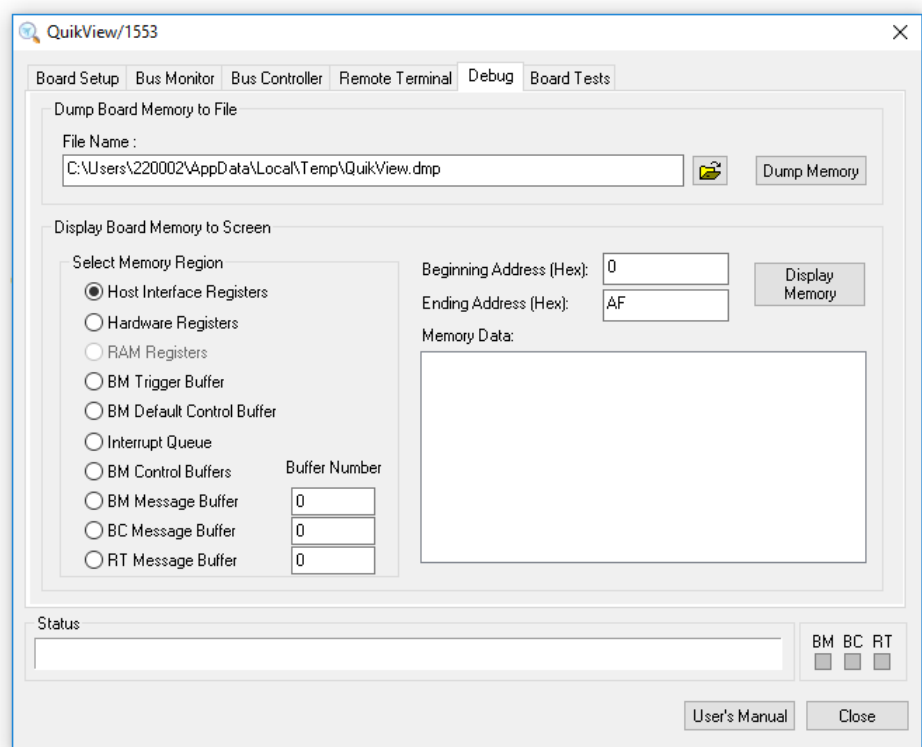 QuikView/1553
Board Setup Bus Monitor Bus Controller Remote Terminal Debug Board Tests
Dump Board Memory to File
File Name :
C:\Users\220002\AppData\Local\Temp\QuikView.dmp
Dump Memory
Display Board Memory to Screen
Select Memory Region
Host Interface Registers
Hardware Registers
RAM Registers
BM Trigger Buffer
BM Default Control Buffer
Interrupt Queue
BM Control Buffers Buffer Number
BM Message Buffer 0
BC Message Buffer 0
RT Message Buffer 0
Beginning Address (Hex): 0
Ending Address (Hex): AF
Display
Memory
Memory Data:
Status
BM BC RT
User's Manual Close